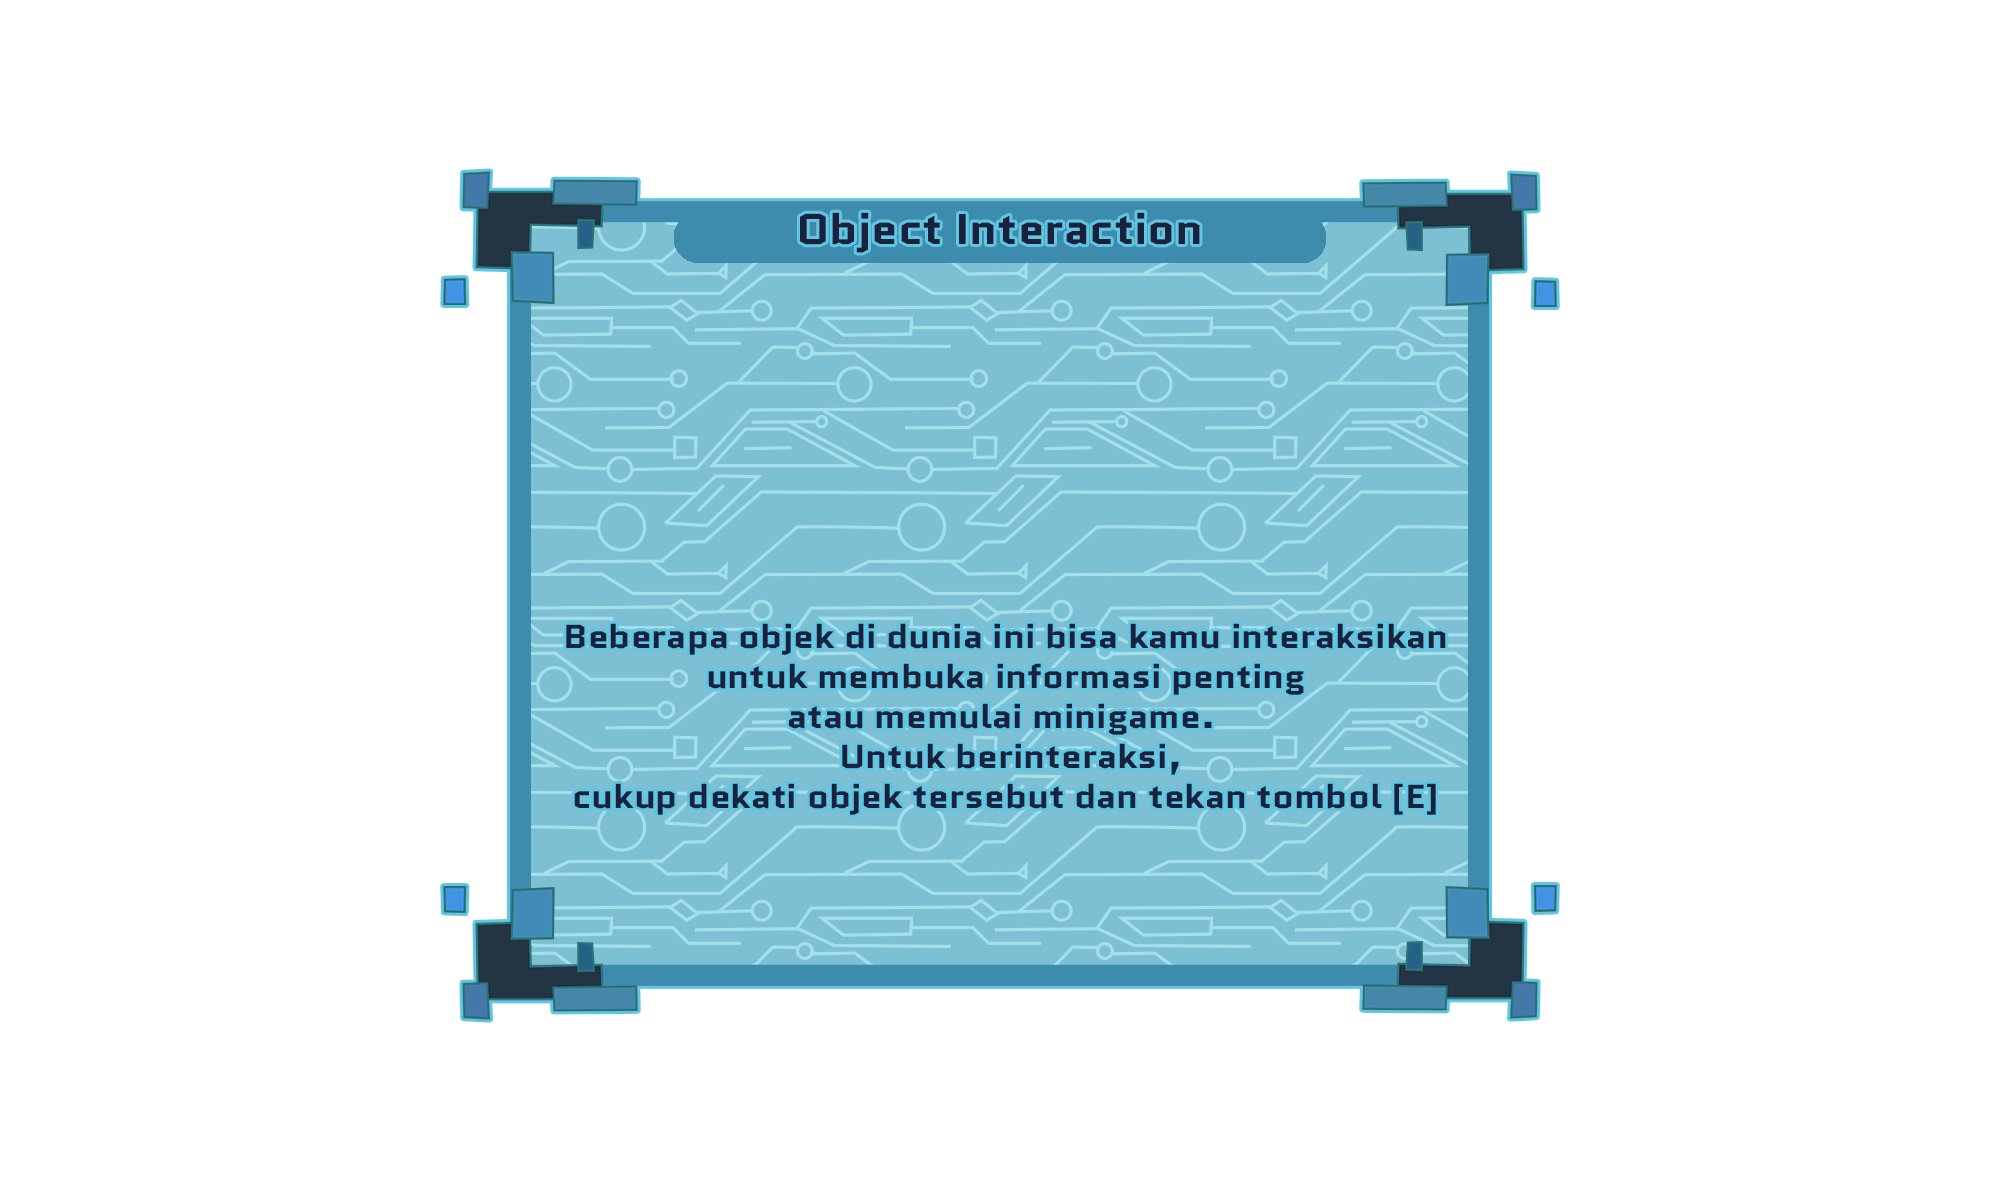 Object Interaction
Beberapa objek di dunia ini bisa kamu interaksikan
untuk membuka informasi penting
atau memulai minigame.
Untuk berinteraksi,
cukup dekati objek tersebut dan tekan tombol [E]